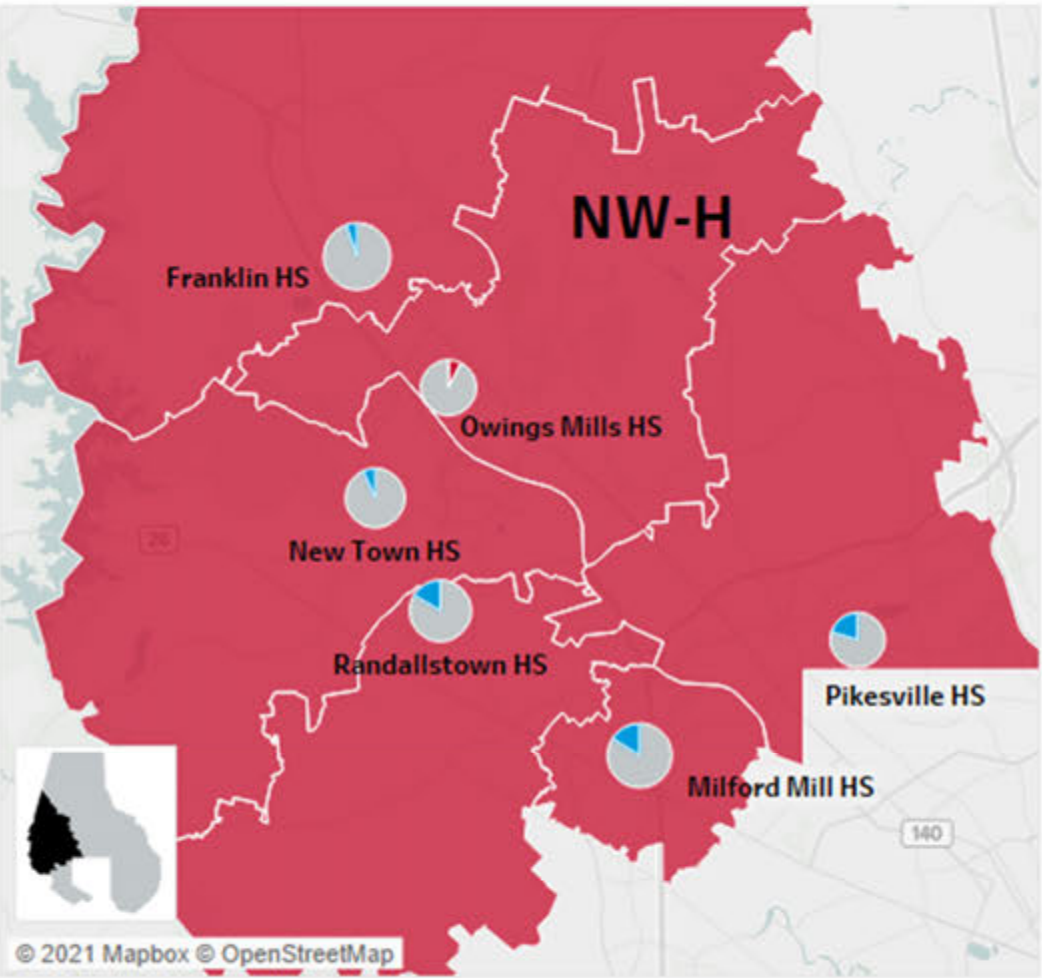 NW-H
Franklin HS
Owings Mills HS
New Town HS
26
Randallstown HS
Pikesville HS
Milford Mill HS
140
© 2021 Mapbox © OpenStreetMap